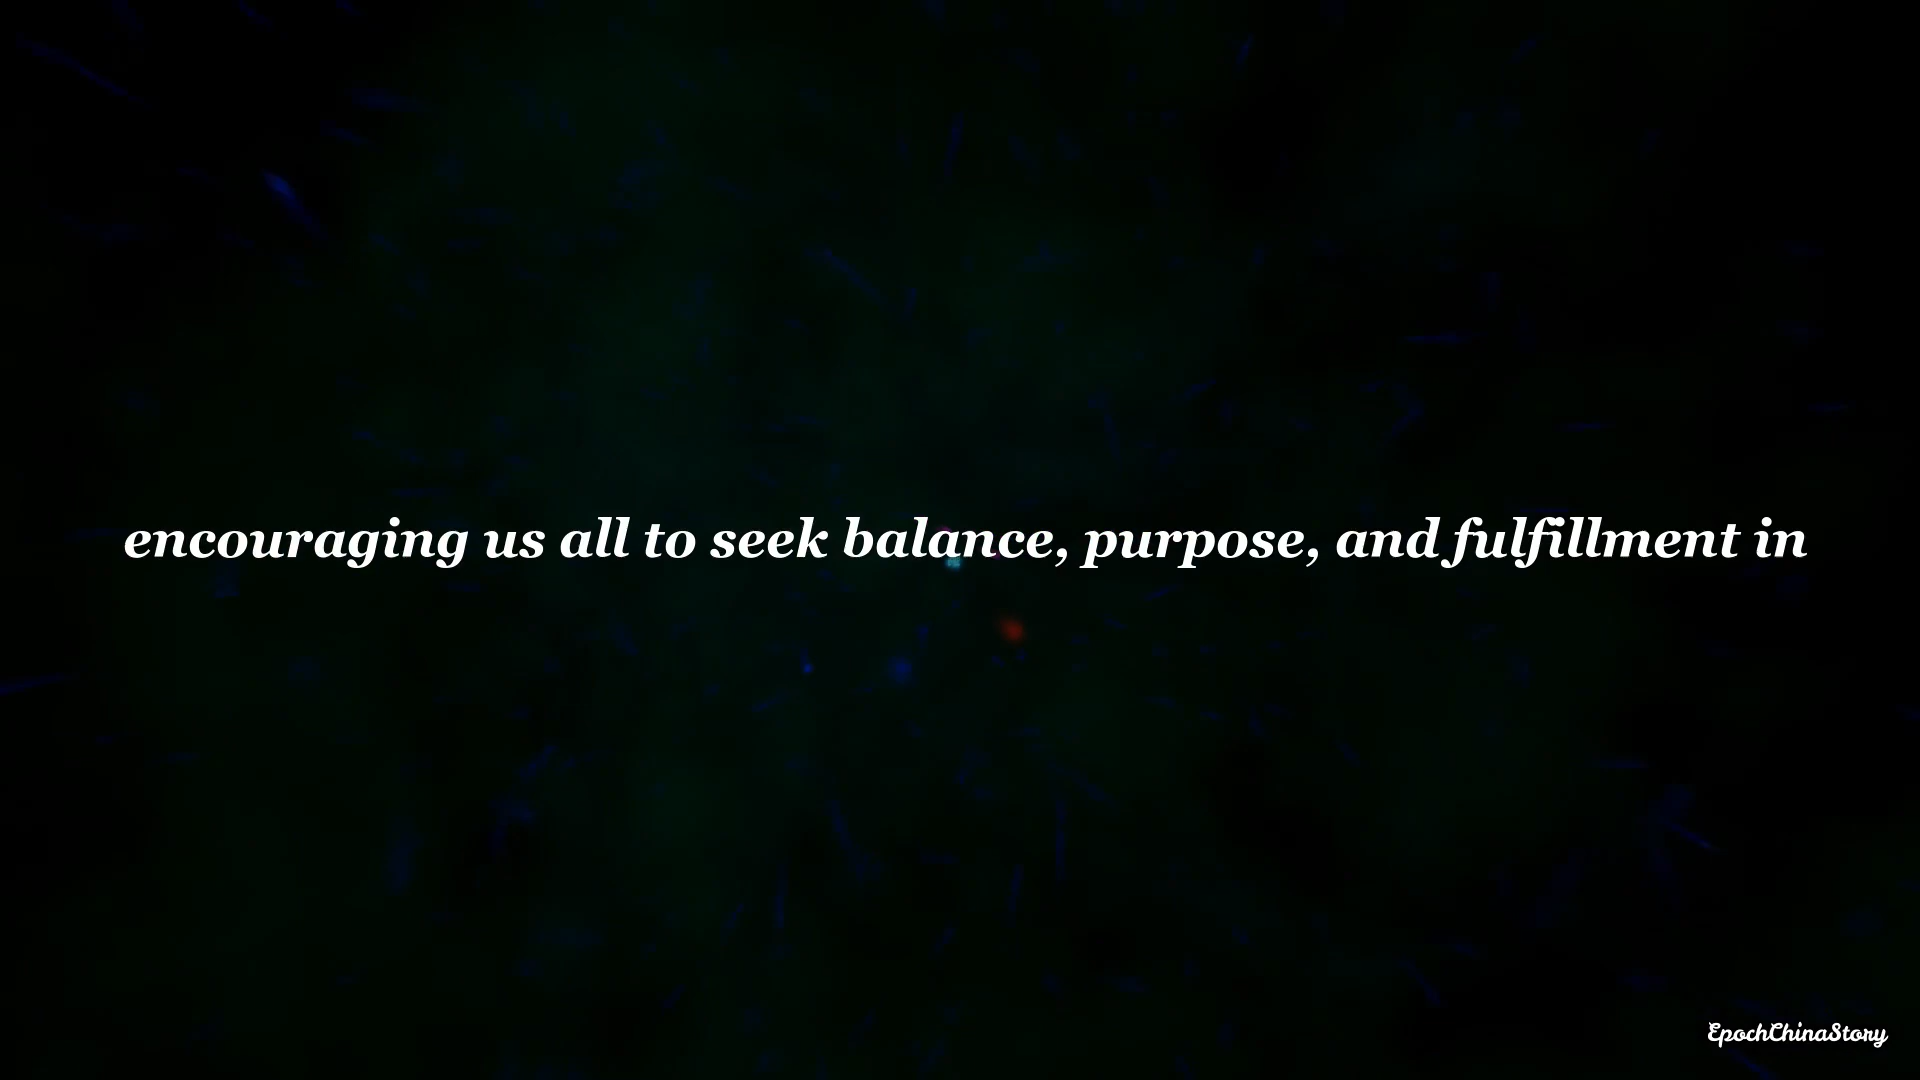 encouraging us all to seek balance, purpose, and fulfillment in
EpochChinaStory